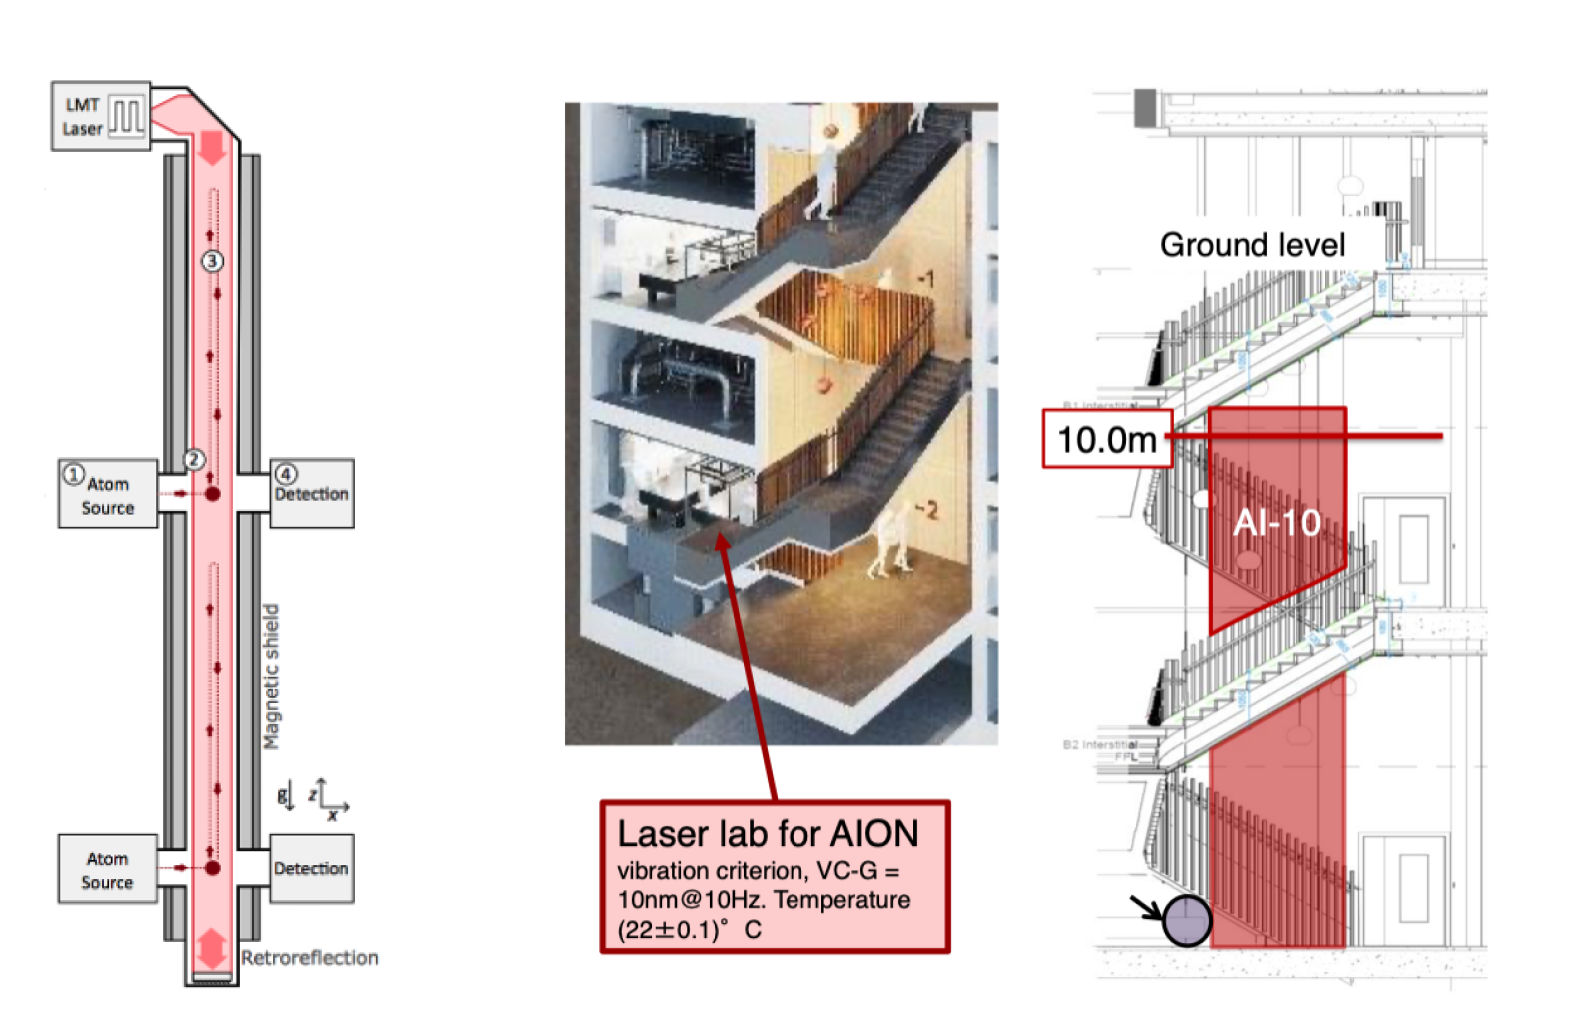 LMT
Laser
3
1
Atom
Source
2
4
Detection
Magnetic shield
g
z
x
Atom
Source
Detection
Retroreflection
-1
-2
Laser lab for AION
vibration criterion, VC-G =
10nm@10Hz. Temperature
(22±0.1)° C
Ground level
B1 Interstitial
10.0m
AI-10
B2 Interstitial
FFL